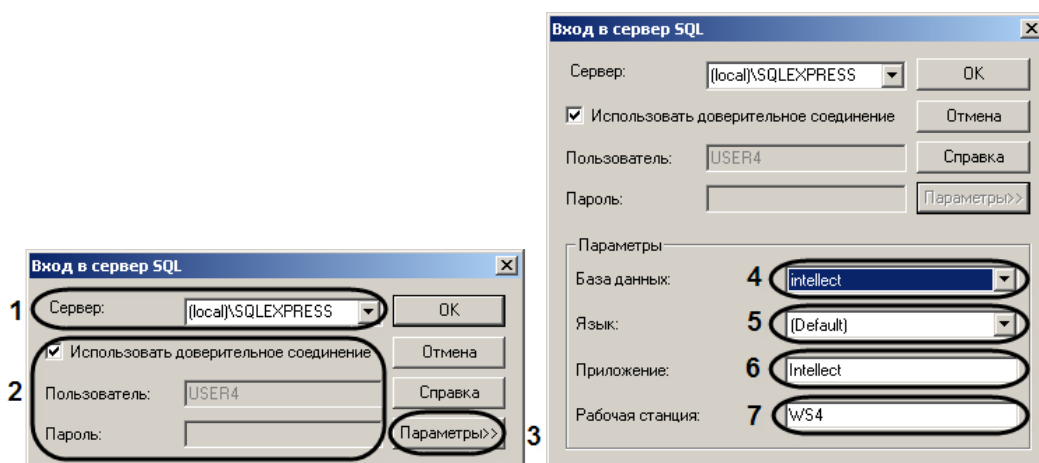 Вход в сервер SQL
1 Сервер: (local)\SQLEXPRESS OK
2 Использовать доверительное соединение Отмена
Пользователь: USER4 Справка
Пароль: Параметры>> 3
Вход в сервер SQL
Сервер: (local)\SQLEXPRESS OK
Использовать доверительное соединение Отмена
Пользователь: USER4 Справка
Пароль: Параметры>>
Параметры
База данных: 4 intellect
Язык: 5 (Default)
Приложение: 6 Intellect
Рабочая станция: 7 WS4